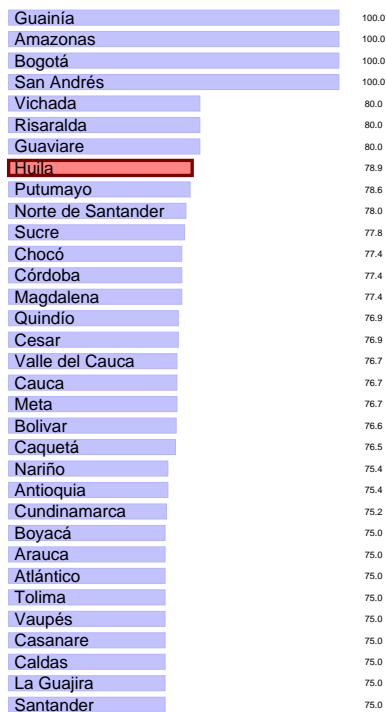 Guainía 100.0
Amazonas 100.0
Bogotá 100.0
San Andrés 100.0
Vichada 80.0
Risaralda 80.0
Guaviare 80.0
Huila 78.9
Putumayo 78.6
Norte de Santander 78.0
Sucre 77.8
Chocó 77.4
Córdoba 77.4
Magdalena 77.4
Quindío 76.9
Cesar 76.9
Valle del Cauca 76.7
Cauca 76.7
Meta 76.7
Bolivar 76.6
Caquetá 76.5
Nariño 75.4
Antioquia 75.4
Cundinamarca 75.2
Boyacá 75.0
Arauca 75.0
Atlántico 75.0
Tolima 75.0
Vaupés 75.0
Casanare 75.0
Caldas 75.0
La Guajira 75.0
Santander 75.0